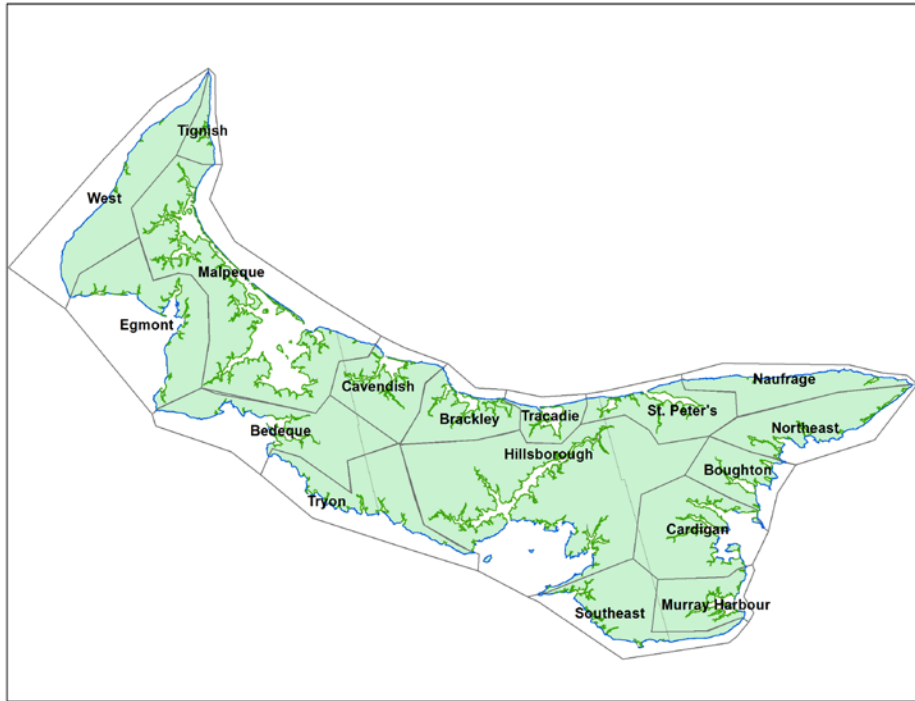 Tignish
West
Malpeque
Egmont
Cavendish
Naufrage
St. Peter's
Tracadie
Brackley
Northeast
Bedeque
Hillsborough
Boughton
Tryon
Cardigan
Murray Harbour
Southeast